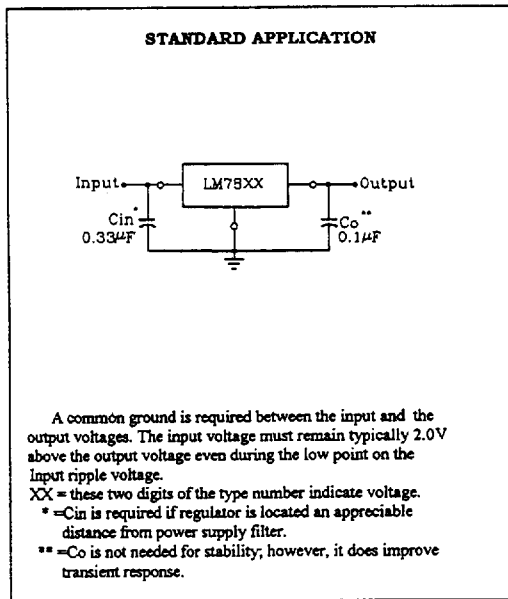 STANDARD APPLICATION
Input
LM78XX
Output
Cin*
0.33μF
Co**
0.1μF
A common ground is required between the input and the
output voltages. The input voltage must remain typically 2.0V
above the output voltage even during the low point on the
Input ripple voltage.
XX = these two digits of the type number indicate voltage.
* =Cin is required if regulator is located an appreciable
distance from power supply filter.
** =Co is not needed for stability; however, it does improve
transient response.